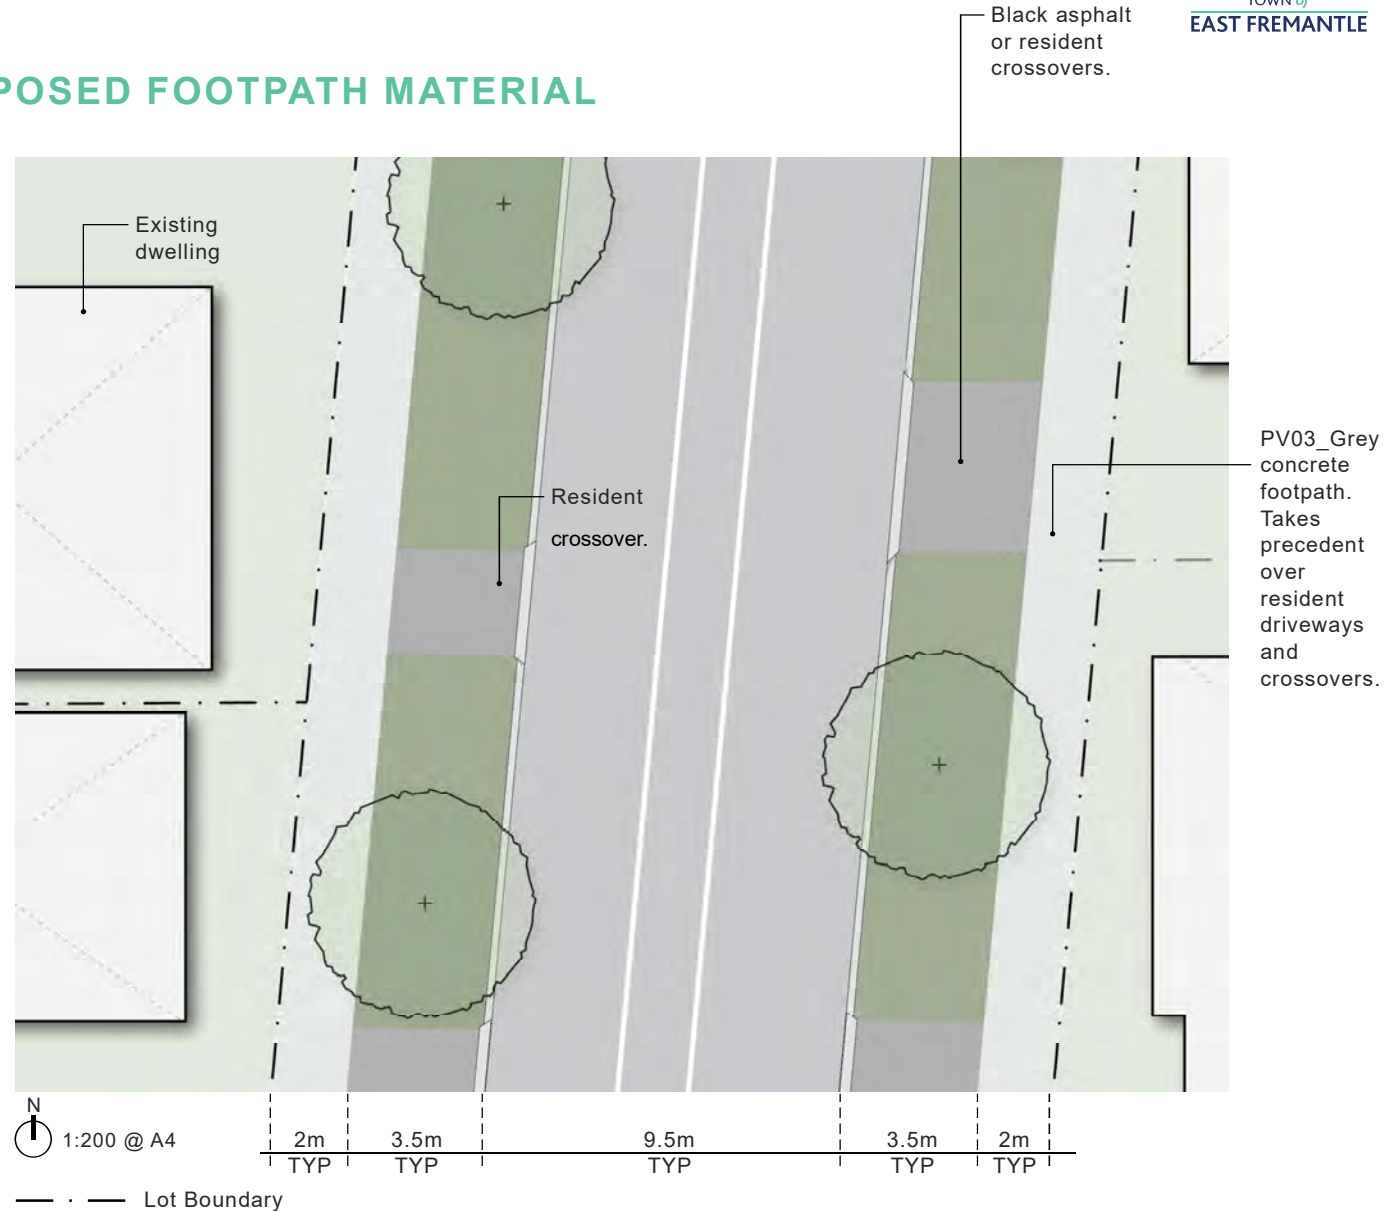 TOWN of
EAST FREMANTLE
Black asphalt
or resident
crossovers.
POSED FOOTPATH MATERIAL
Existing
dwelling
Resident
crossover.
PV03_Grey
concrete
footpath.
Takes
precedent
over
resident
driveways
and
crossovers.
N
1:200 @ A4
2m 3.5m 9.5m 3.5m 2m
TYP TYP TYP TYP TYP
Lot Boundary